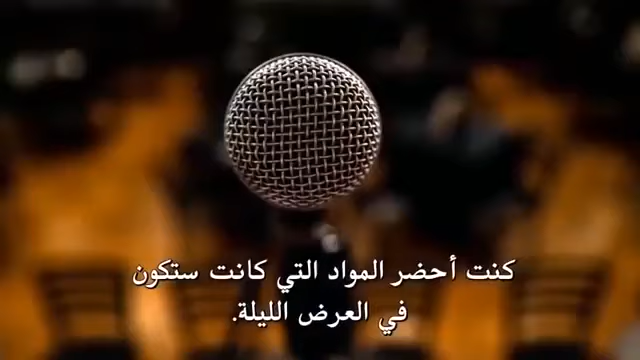 كنت أحضر المواد التي كانت ستكون
في العرض الليلة.